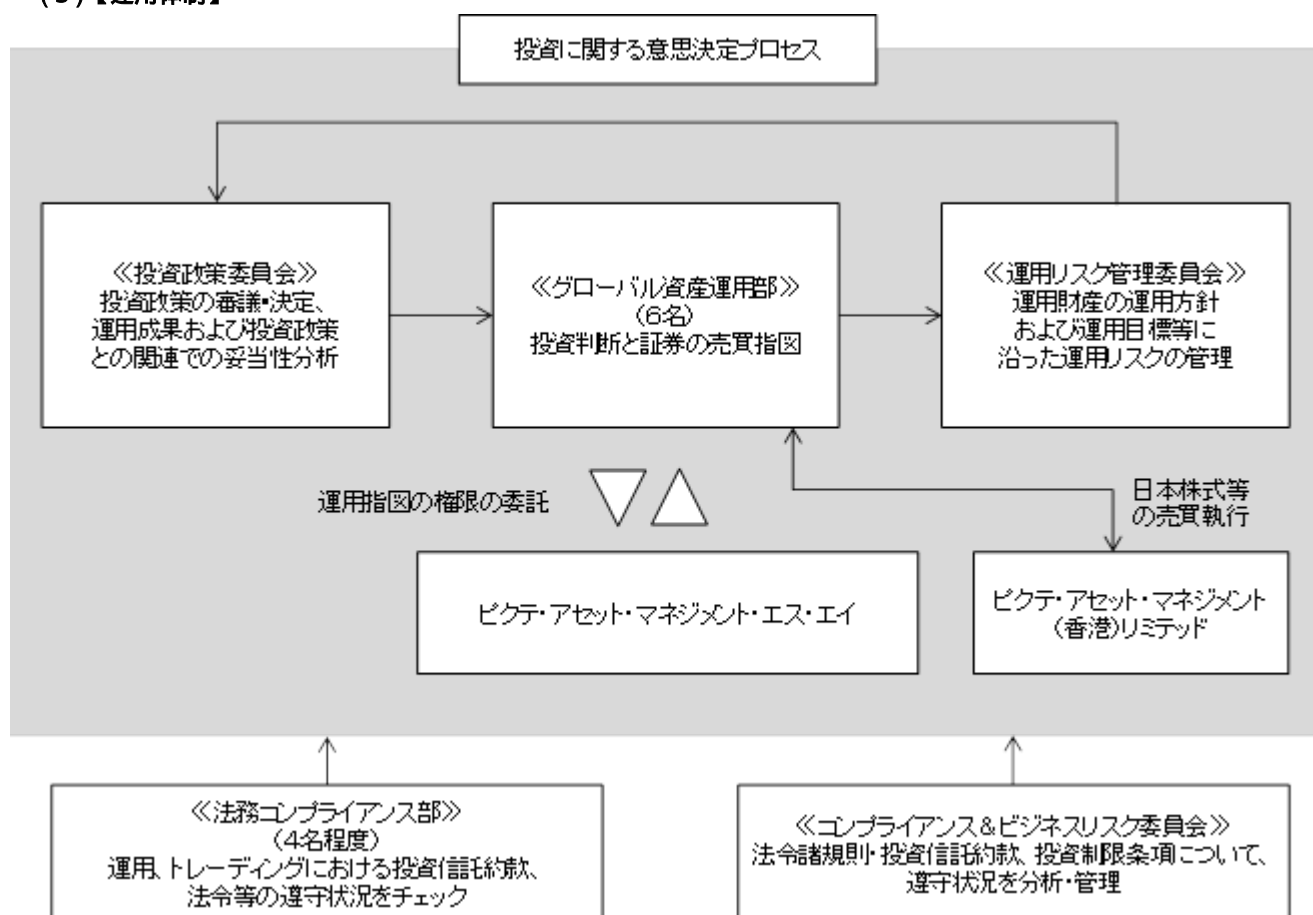 【運用体制】
投資に関する意思決定プロセス
≪投資政策委員会≫
投資政策の審議・決定、
運用成果および投資政策
との関連での妥当性分析
≪グローバル資産運用部≫
(6名)
投資判断と証券の売買指図
≪運用リスク管理委員会≫
運用財産の運用方針
および運用目標等に
沿った運用リスクの管理
運用指図の権限の委託
日本株式等
の売買執行
ピクテ・アセット・マネジメント・エス・エイ
ピクテ・アセット・マネジメント
(香港)リミテッド
≪法務コンプライアンス部≫
(4名程度)
運用、トレーディングにおける投資信託約款、
法令等の遵守状況をチェック
≪コンプライアンス&ビジネスリスク委員会≫
法令諸規則・投資信託約款、投資制限条項について、
遵守状況を分析・管理